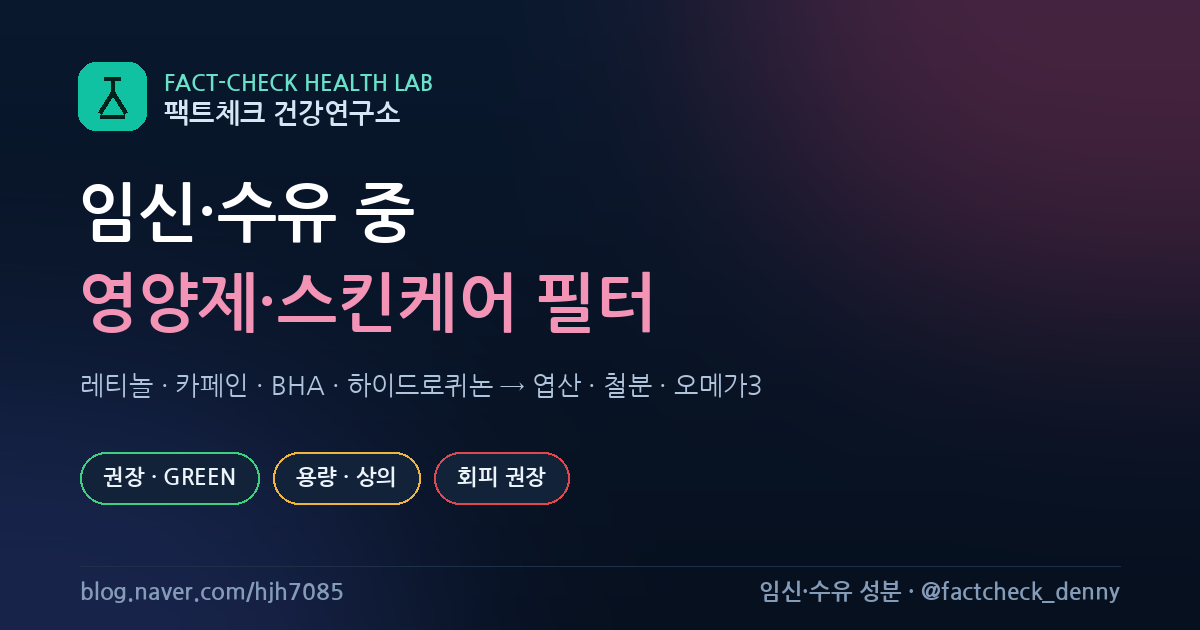 FACT-CHECK HEALTH LAB
팩트체크 건강연구소
임신·수유 중
영양제·스킨케어 필터
레티놀 · 카페인 · BHA · 하이드로퀴논 → 엽산 · 철분 · 오메가3
권장 · GREEN
용량 · 상의
회피 권장
blog.naver.com/hjh7085
임신·수유 성분 · @factcheck_denny